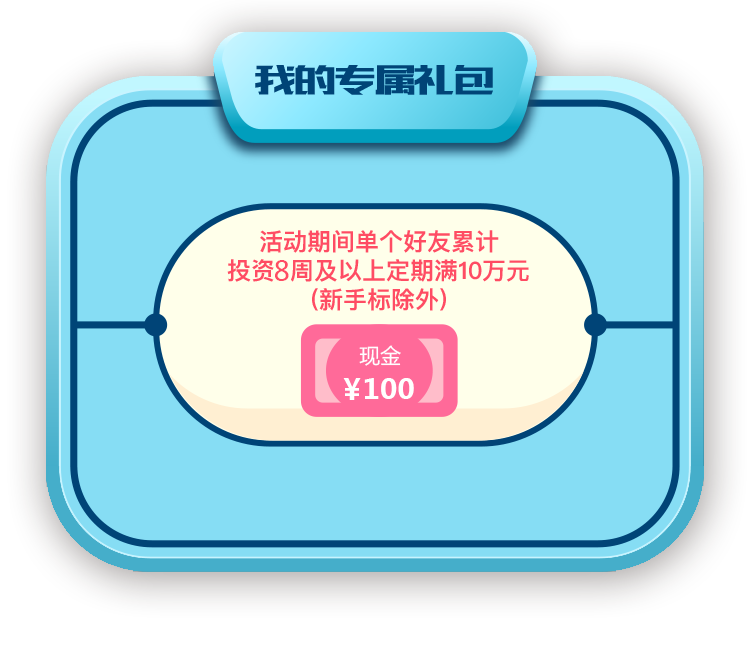 我的专属礼包
活动期间单个好友累计
投资8周及以上定期满10万元
(新手标除外)
现金
¥100